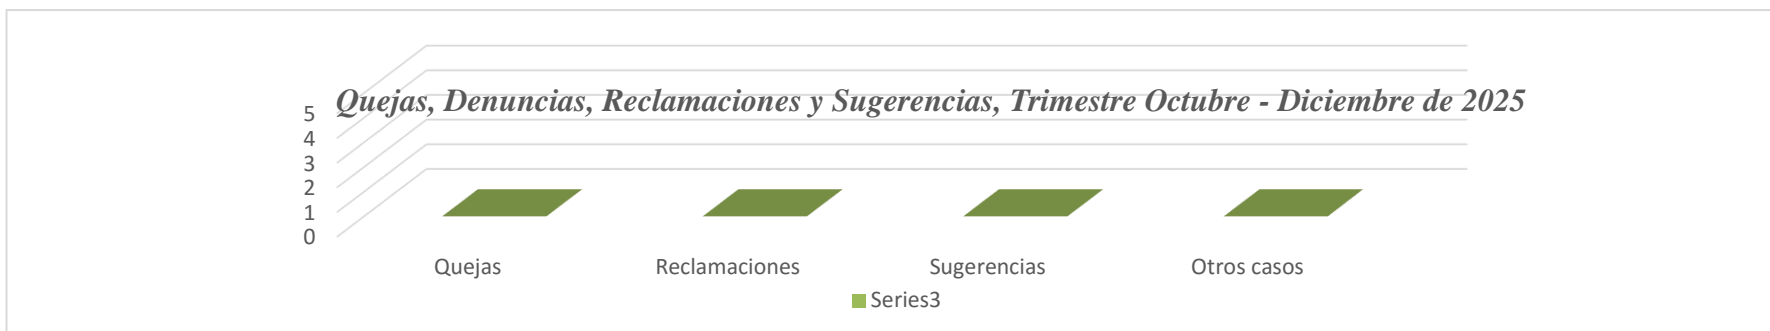 Quejas, Denuncias, Reclamaciones y Sugerencias, Trimestre Octubre - Diciembre de 2025
5
4
3
2
1
0
Quejas Reclamaciones Sugerencias Otros casos
Series3